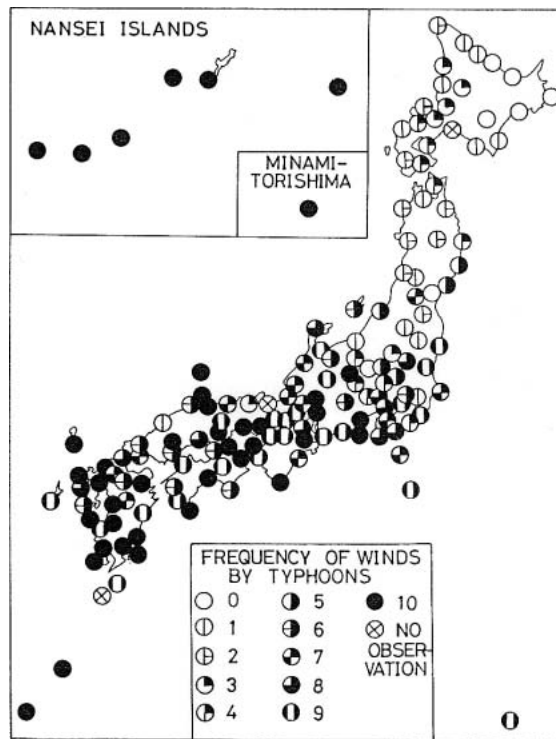 NANSEI ISLANDS
MINAMI-
TORISHIMA
FREQUENCY OF WINDS
BY TYPHOONS
0 5 10
1 6 NO
2 7 OBSER-
3 8 VATION
4 9